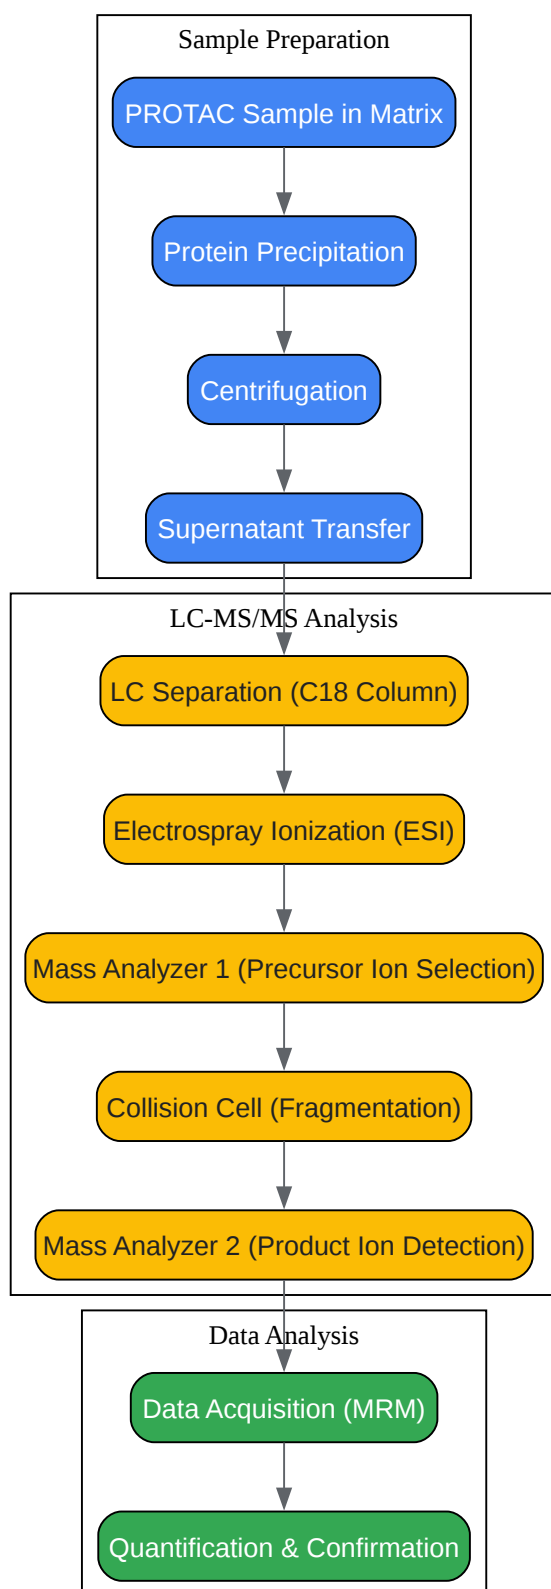 Sample Preparation
PROTAC Sample in Matrix
Protein Precipitation
Centrifugation
Supernatant Transfer
LC-MS/MS Analysis
LC Separation (C18 Column)
Electrospray Ionization (ESI)
Mass Analyzer 1 (Precursor Ion Selection)
Collision Cell (Fragmentation)
Mass Analyzer 2 (Product Ion Detection)
Data Analysis
Data Acquisition (MRM)
Quantification & Confirmation